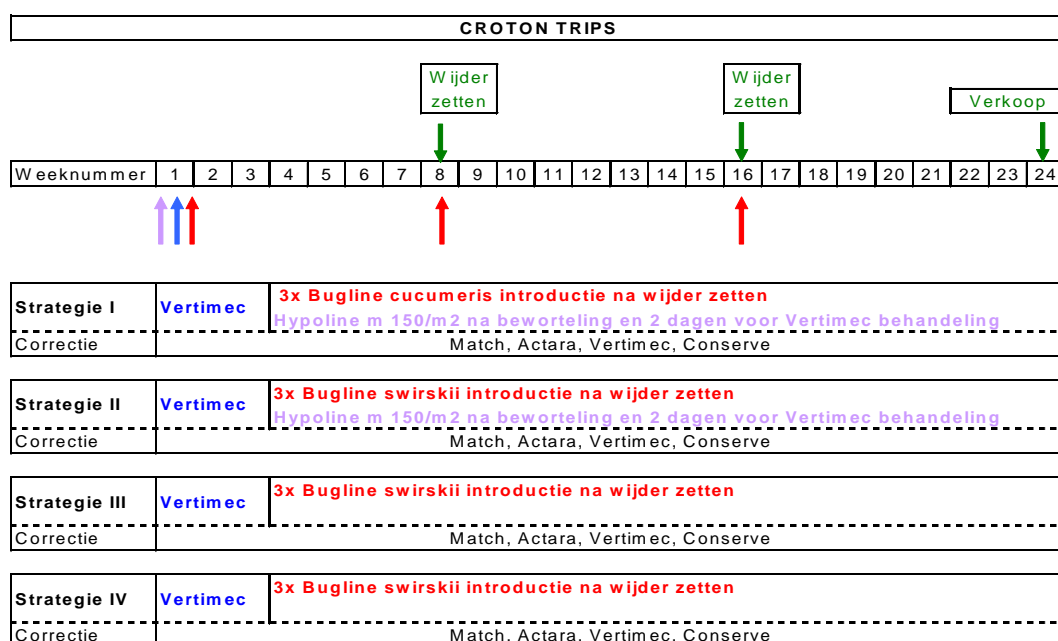 CROTON TRIPS
Wijder zetten
Wijder zetten
Verkoop
Weeknummer 1 2 3 4 5 6 7 8 9 10 11 12 13 14 15 16 17 18 19 20 21 22 23 24
Strategie I Vertimec 3x Bugline cucumeris introductie na wijder zetten
Hypoline m 150/m2 na beworteling en 2 dagen voor Vertimec behandeling
Correctie Match, Actara, Vertimec, Conserve
Strategie II Vertimec 3x Bugline swirskii introductie na wijder zetten
Hypoline m 150/m2 na beworteling en 2 dagen voor Vertimec behandeling
Correctie Match, Actara, Vertimec, Conserve
Strategie III Vertimec 3x Bugline swirskii introductie na wijder zetten
Correctie Match, Actara, Vertimec, Conserve
Strategie IV Vertimec 3x Bugline swirskii introductie na wijder zetten
Correctie Match, Actara, Vertimec, Conserve